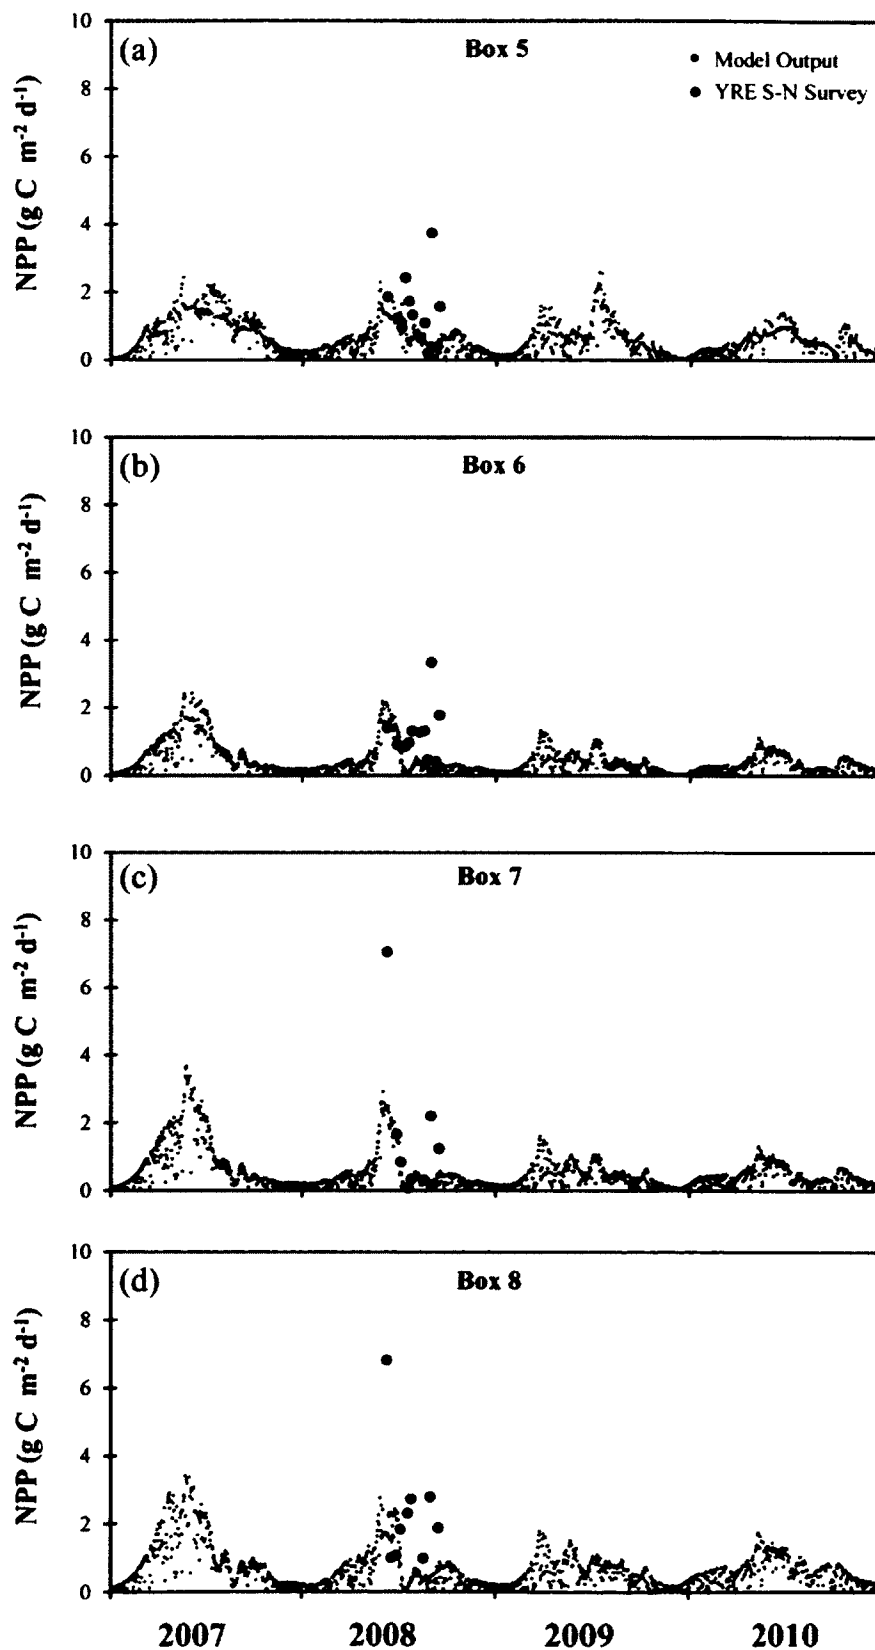 (a)
Box 5
Model Output
YRE S-N Survey
NPP (g C m-2 d-1)
10
8
6
4
2
0
(b)
Box 6
NPP (g C m-2 d-1)
10
8
6
4
2
0
(c)
Box 7
NPP (g C m-2 d-1)
10
8
6
4
2
0
(d)
Box 8
NPP (g C m-2 d-1)
10
8
6
4
2
0
2007 2008 2009 2010